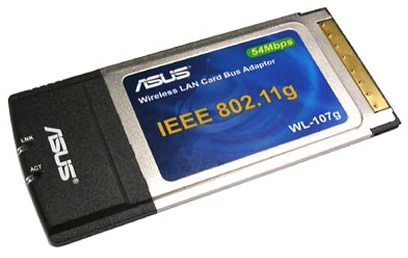 54Mbps
ASUS
Wireless LAN Card Bus Adaptor
IEEE 802.11g
WL-107g
LNK
ACT
ASUS